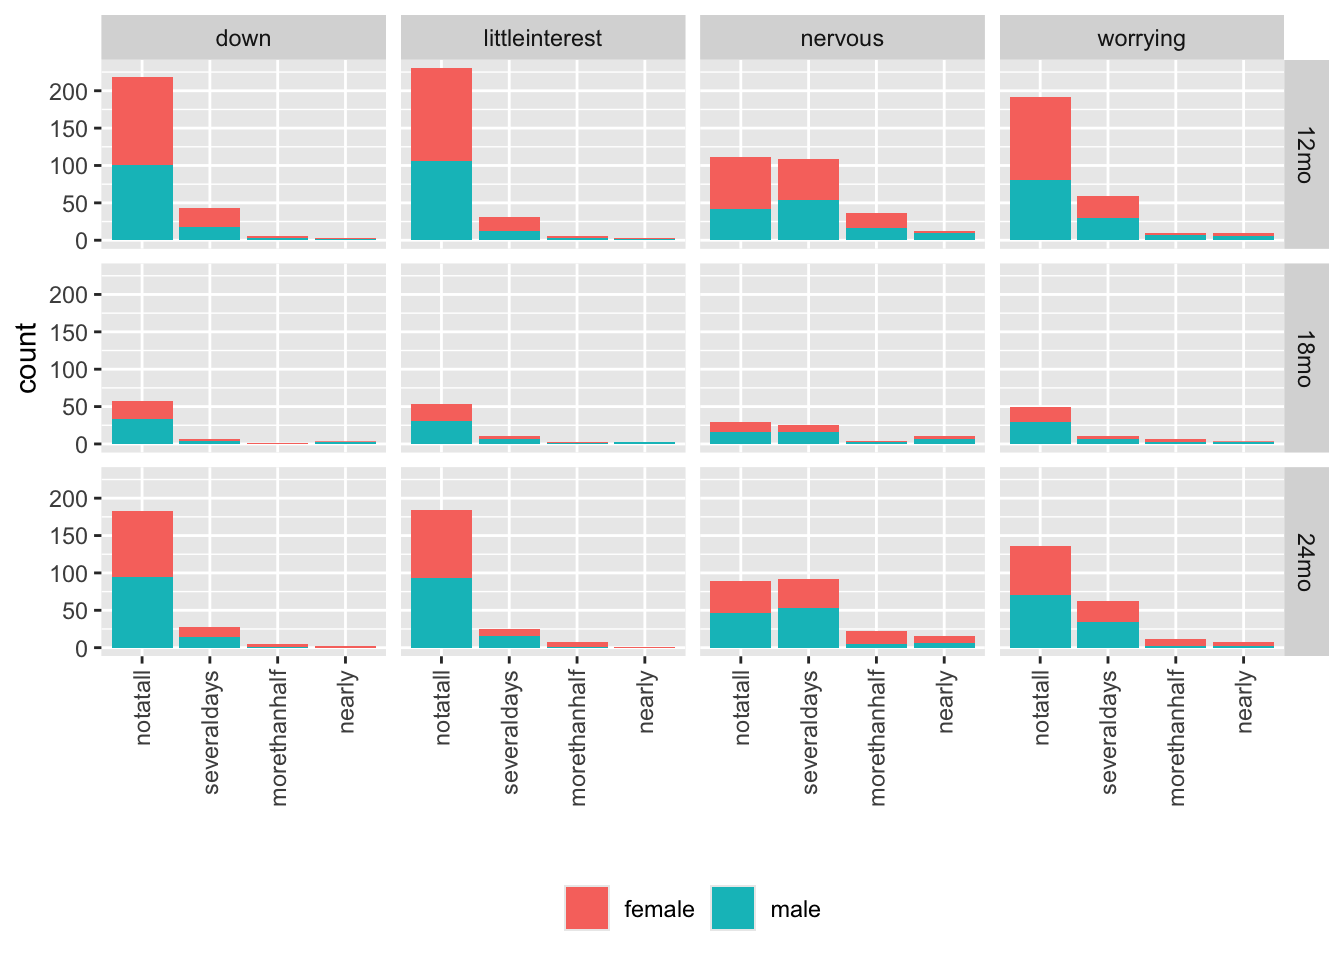 down littleinterest nervous worrying
200
150
100
50
0
12mo
200
150
100
50
0
18mo
count
200
150
100
50
0
24mo
notatall severaldays morethanhalf nearly notatall severaldays morethanhalf nearly notatall severaldays morethanhalf nearly notatall severaldays morethanhalf nearly
female male